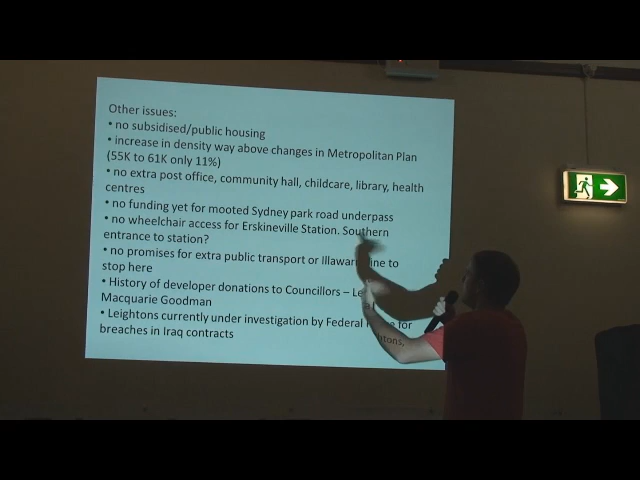 Other issues:
• no subsidised/public housing
• increase in density way above changes in Metropolitan Plan
(55K to 61K only 11%)
• no extra post office, community hall, childcare, library, health
centres
• no funding yet for mooted Sydney park road underpass
• no wheelchair access for Erskineville Station. Southern
entrance to station?
• no promises for extra public transport or Illawarra line to
stop here
• History of developer donations to Councillors –
Macquarie Goodman
• Leightons currently under investigation by Federal for
breaches in Iraq contracts